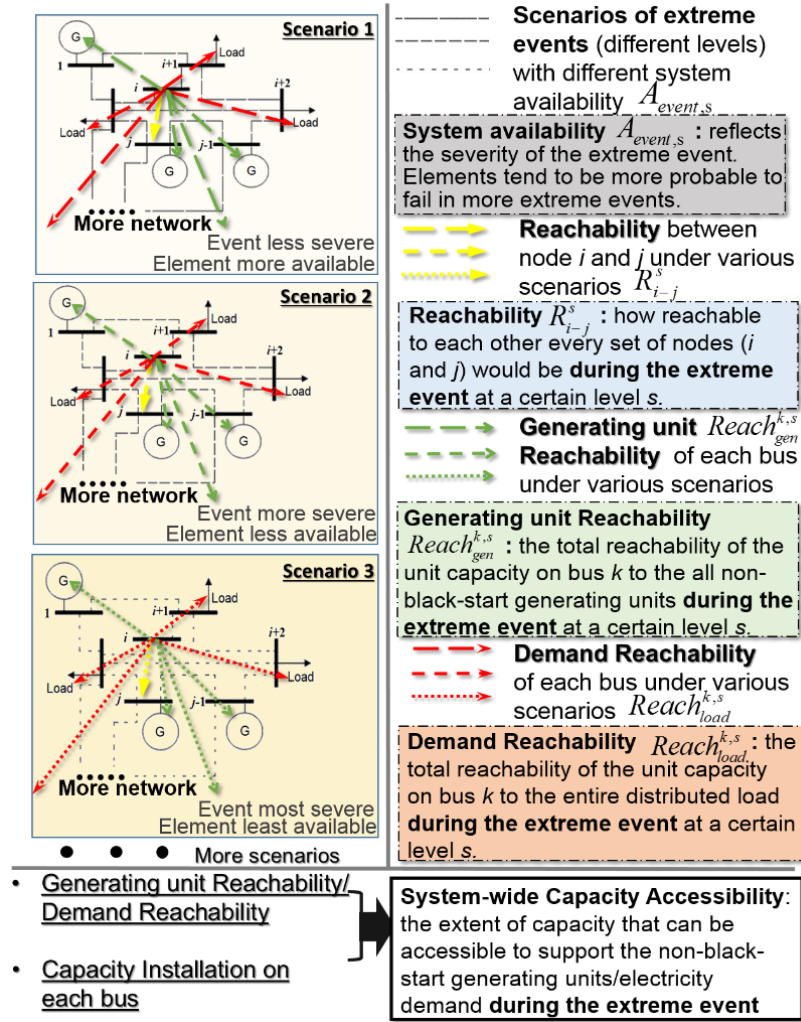 Scenario 1
G
1
i+1
Load
i
i+2
Load
j
j-1
G
G
More network
Event less severe
Element more available
Scenario 2
G
1
i+1
Load
i
i+2
Load
Load
j
j-1
G
G
More network
Event more severe
Element less available
Scenario 3
G
1
i+1
Load
i
i+2
Load
Load
j
j-1
G
G
More network
Event most severe
Element least available
More scenarios
Scenarios of extreme
events (different levels)
with different system
availability A_event,s
System availability A_event,s : reflects
the severity of the extreme event.
Elements tend to be more probable to
fail in more extreme events.
Reachability between
node i and j under various
scenarios R^s_i-j
Reachability R^s_i-j : how reachable
to each other every set of nodes (i
and j) would be during the extreme
event at a certain level s.
Generating unit Reach^k,s_gen
Reachability of each bus
under various scenarios
Generating unit Reachability
Reach^k,s_gen : the total reachability of the
unit capacity on bus k to the all non-
black-start generating units during the
extreme event at a certain level s.
Demand Reachability
of each bus under various
scenarios Reach^k,s_load
Demand Reachability Reach^k,s_load : the
total reachability of the unit capacity
on bus k to the entire distributed load
during the extreme event at a certain
level s.
• Generating unit Reachability/
Demand Reachability
• Capacity Installation on
each bus
System-wide Capacity Accessibility:
the extent of capacity that can be
accessible to support the non-black-
start generating units/electricity
demand during the extreme event